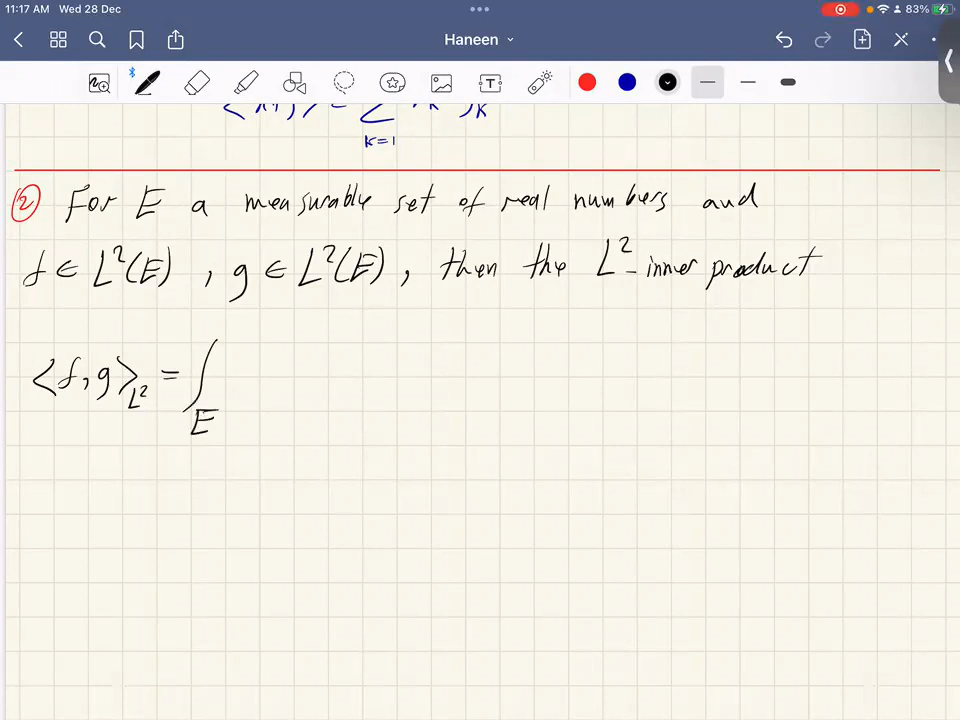 11:17 AM Wed 28 Dec
83%
Haneen
T
k=1
② For E a measurable set of real numbers and
f ∈ L²(E) , g ∈ L²(E) , then the L² - inner product
<f,g>_L² = ∫_E